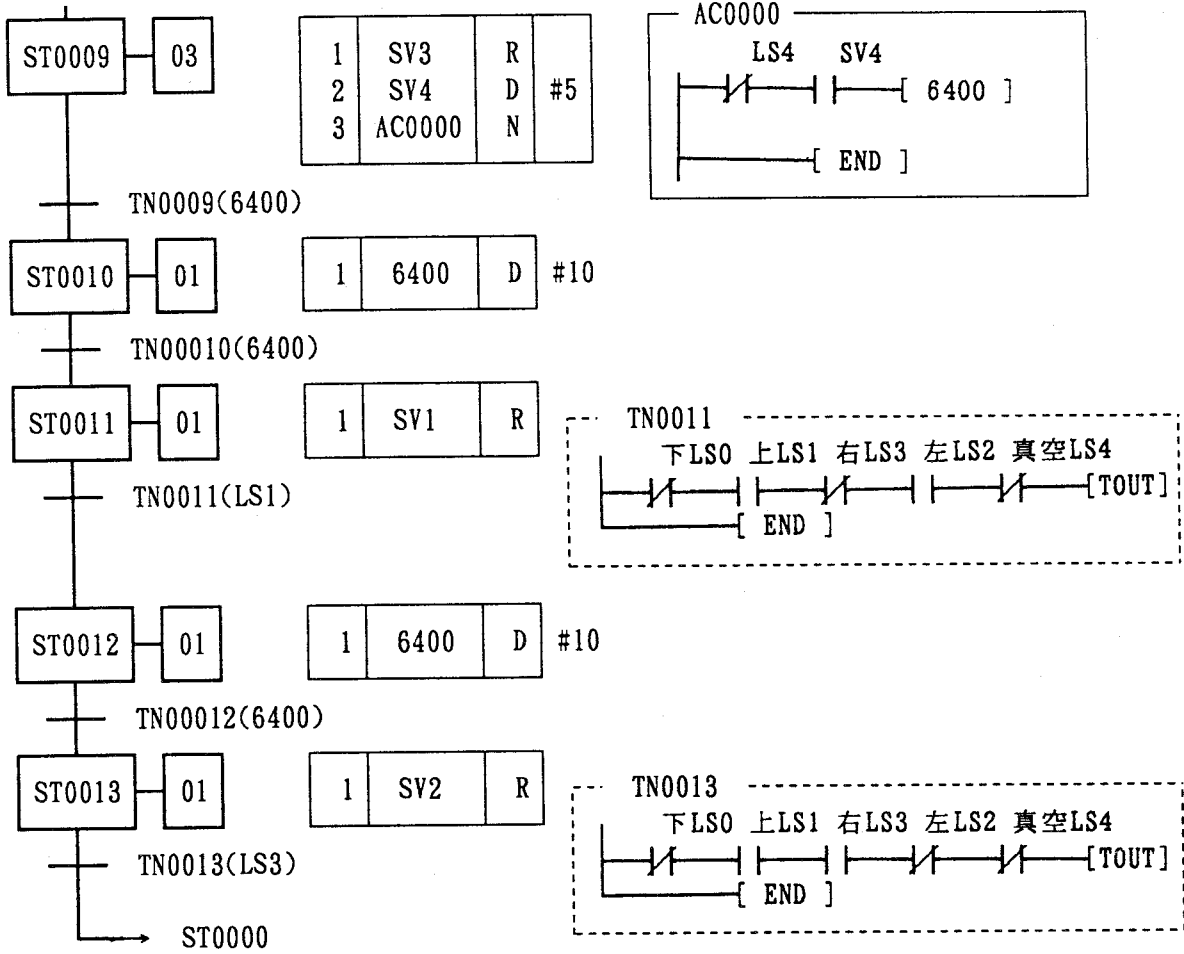 AC0000
ST0009 03
1 SV3 R
2 SV4 D #5
3 AC0000 N
LS4 SV4
[ 6400 ]
[ END ]
TN0009(6400)
ST0010 01
1 6400 D #10
TN00010(6400)
ST0011 01
1 SV1 R
TN0011
下LS0 上LS1 右LS3 左LS2 真空LS4
[TOUT]
[ END ]
TN0011(LS1)
ST0012 01
1 6400 D #10
TN00012(6400)
ST0013 01
1 SV2 R
TN0013
下LS0 上LS1 右LS3 左LS2 真空LS4
[TOUT]
[ END ]
TN0013(LS3)
ST0000